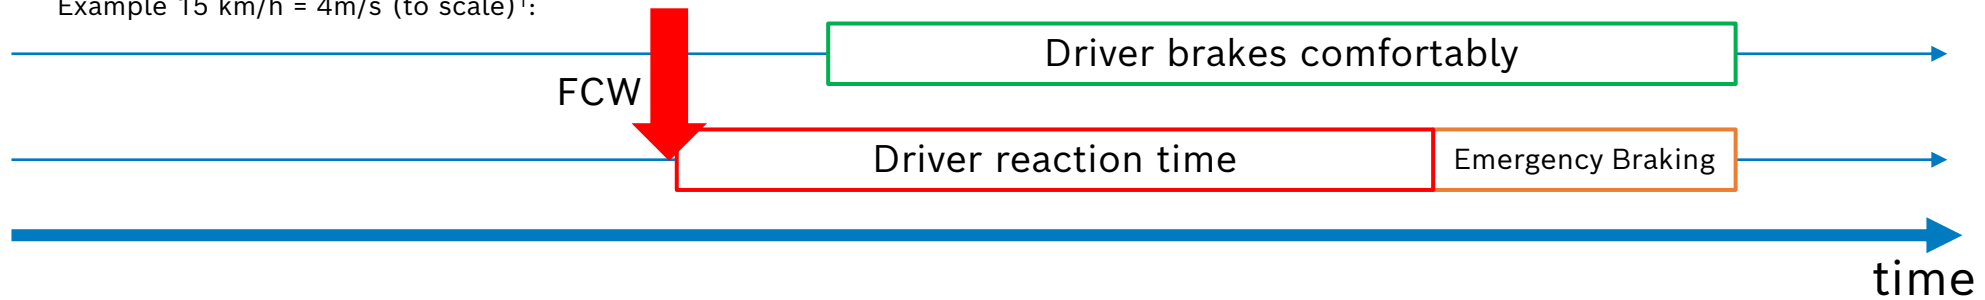 Example 15 km/h = 4m/s (to scale)¹:
Driver brakes comfortably
FCW
Driver reaction time
Emergency Braking
time